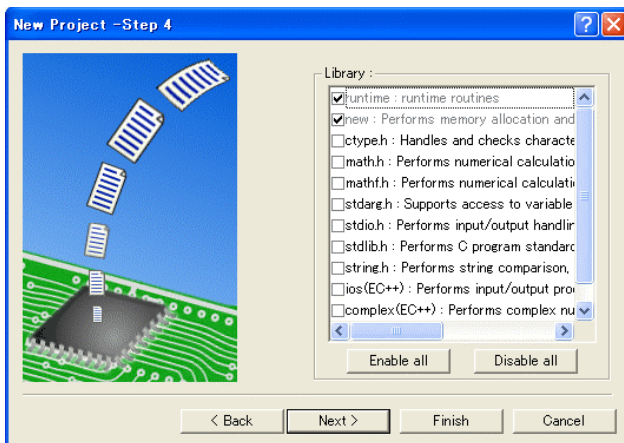 New Project -Step 4
Library :
runtime : runtime routines
new : Performs memory allocation and
ctype.h : Handles and checks characte
math.h : Performs numerical calculatio
mathf.h : Performs numerical calculati
stdarg.h : Supports access to variable
stdio.h : Performs input/output handlin
stdlib.h : Performs C program standard
string.h : Performs string comparison,
ios(EC++) : Performs input/output pro
complex(EC++) : Performs complex nu
Enable all Disable all
< Back Next > Finish Cancel